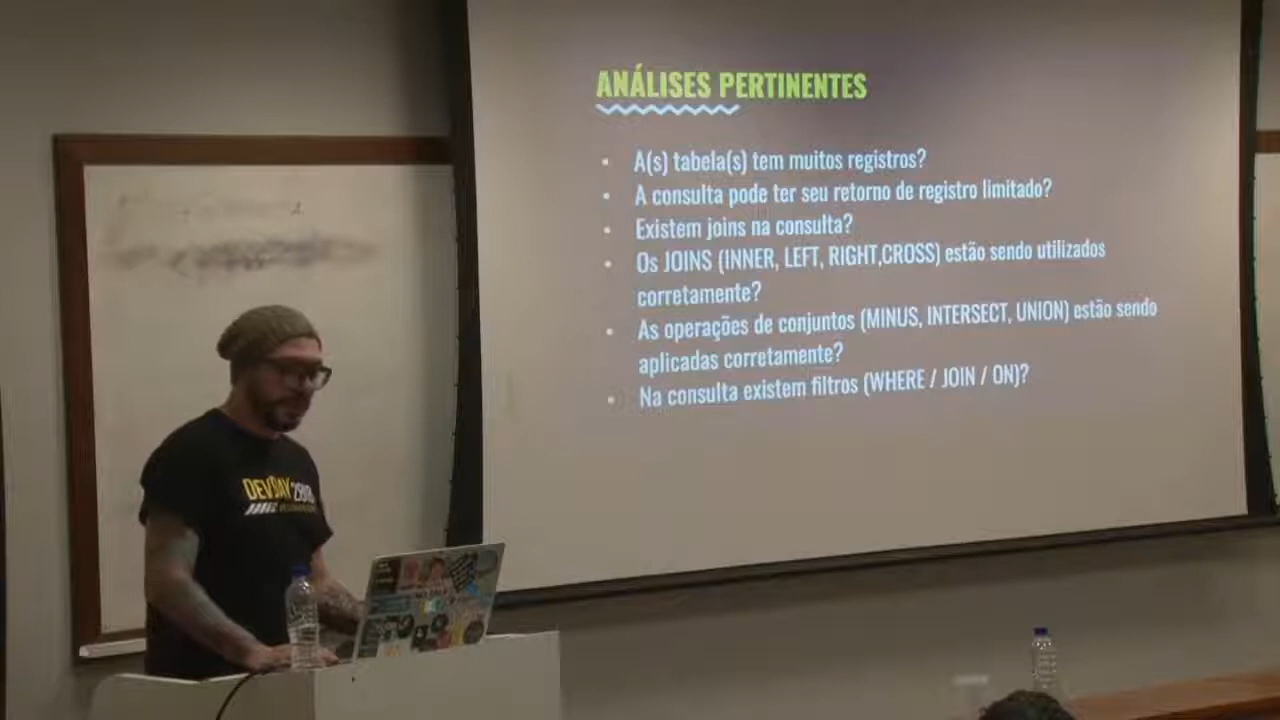 ANÁLISES PERTINENTES
A(s) tabela(s) tem muitos registros?
A consulta pode ter seu retorno de registro limitado?
Existem joins na consulta?
Os JOINS (INNER, LEFT, RIGHT,CROSS) estão sendo utilizados
corretamente?
As operações de conjuntos (MINUS, INTERSECT, UNION) estão sendo
aplicadas corretamente?
Na consulta existem filtros (WHERE / JOIN / ON)?
DEVDAY